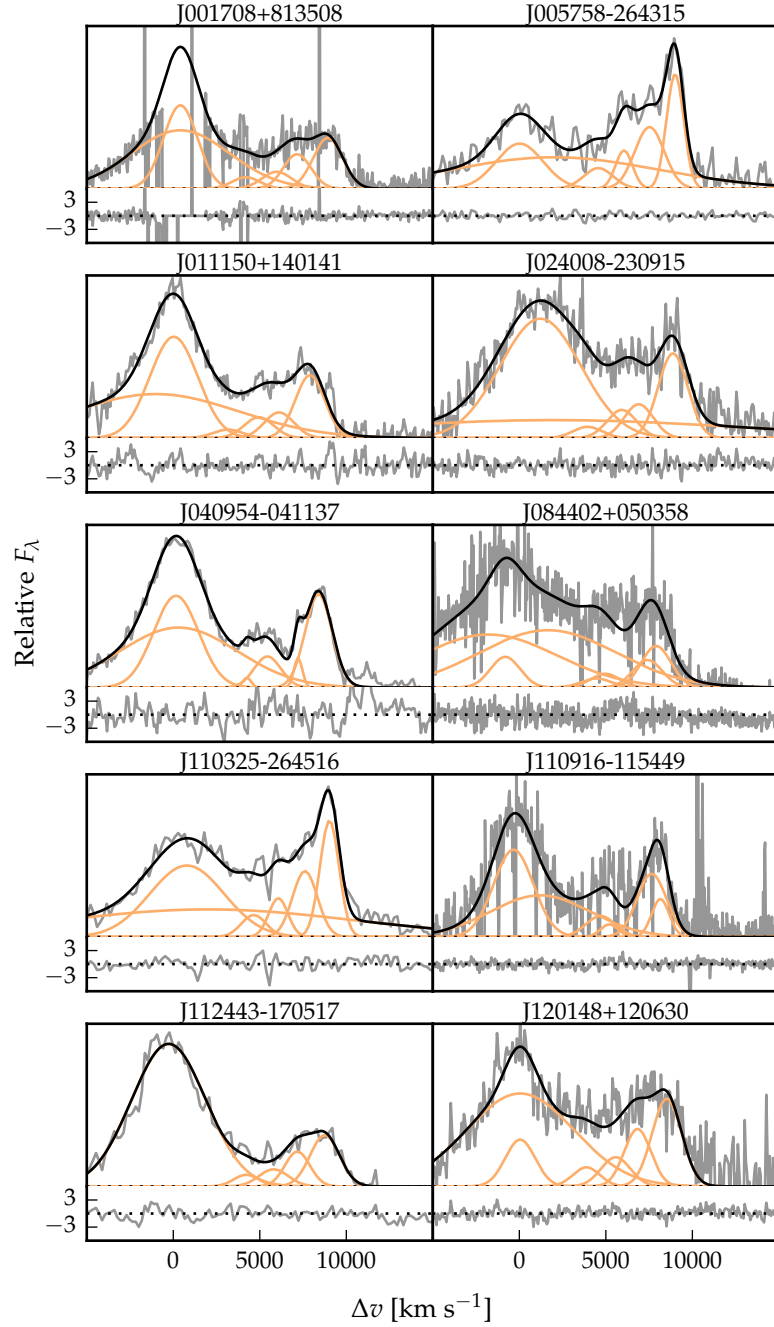 J001708+813508
J005758-264315
3
−3
J011150+140141
J024008-230915
3
−3
J040954-041137
J084402+050358
3
−3
J110325-264516
J110916-115449
3
−3
J112443-170517
J120148+120630
3
−3
0
5000
10000
0
5000
10000
Relative Fλ
Δv [km s−1]